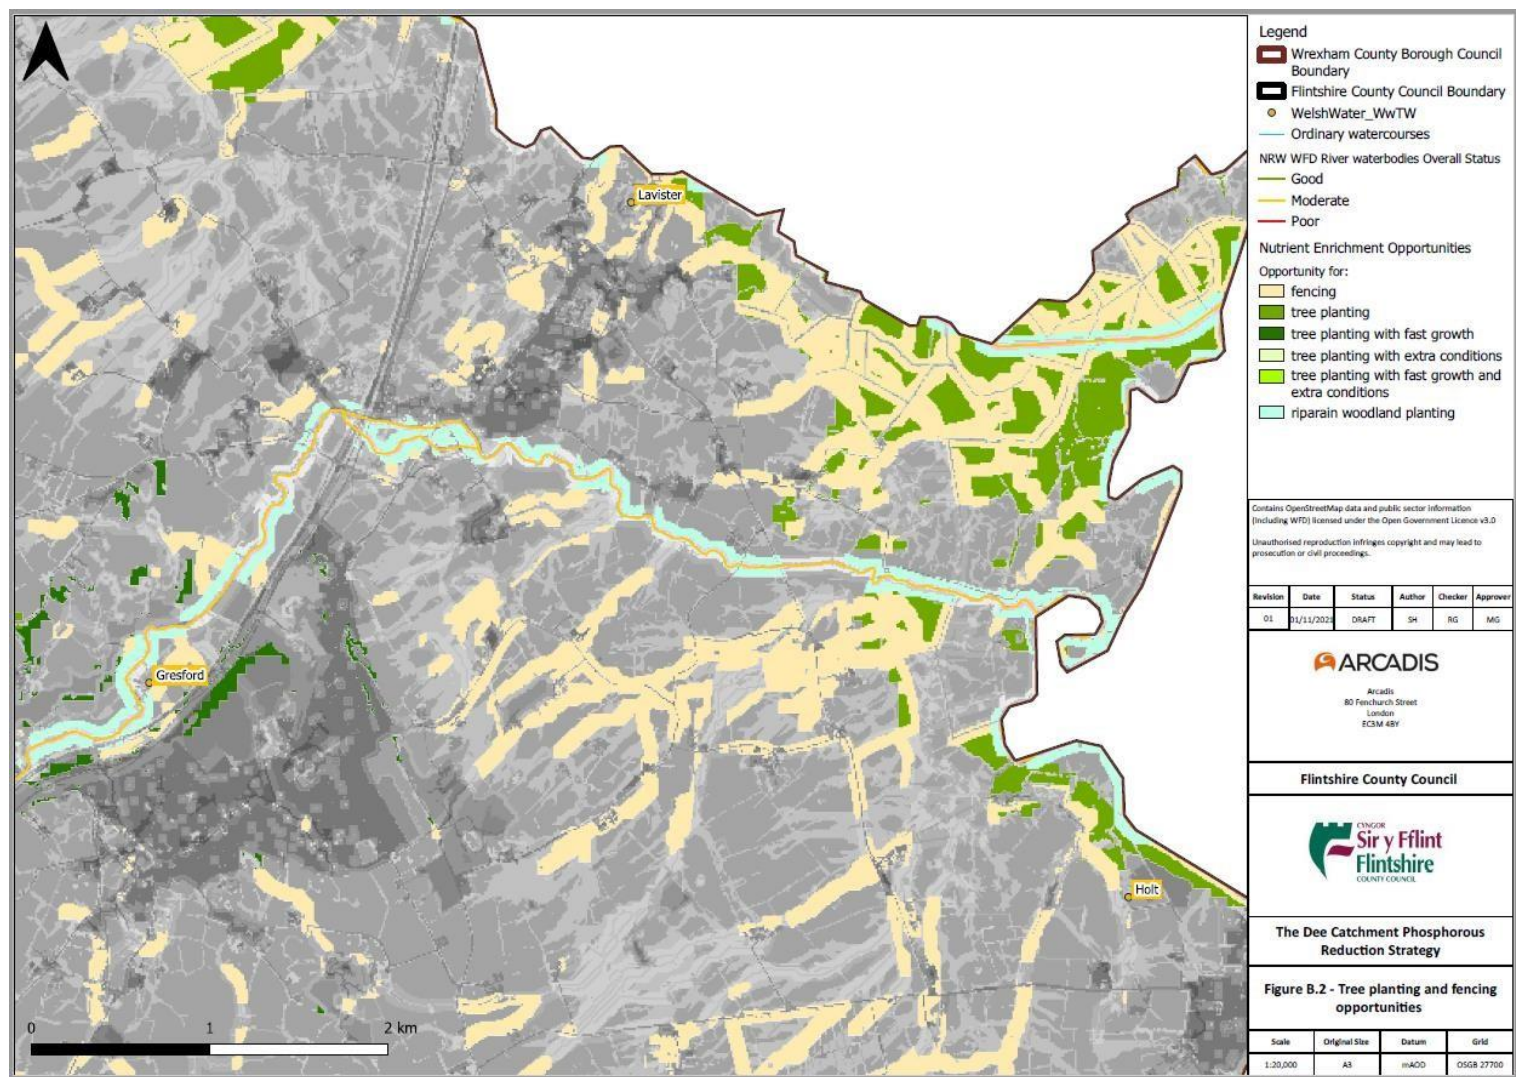 Lavister
Gresford
Holt
0 1 2 km
Legend
Wrexham County Borough Council
Boundary
Flintshire County Council Boundary
WelshWater_WwTW
Ordinary watercourses
NRW WFD River waterbodies Overall Status
Good
Moderate
Poor
Nutrient Enrichment Opportunities
Opportunity for:
fencing
tree planting
tree planting with fast growth
tree planting with extra conditions
tree planting with fast growth and
extra conditions
riparain woodland planting
Contains OpenStreetMap data and public sector information
(including WFD) licensed under the Open Government Licence v3.0
Unauthorised reproduction infringes copyright and may lead to
prosecution or civil proceedings.
Revision Date Status Author Checker Approver
01 01/11/2021 DRAFT SH RG MG
ARCADIS
Arcadis
80 Fenchurch Street
London
EC3M 4BY
Flintshire County Council
CYNGOR
Sir y Fflint
Flintshire
COUNTY COUNCIL
The Dee Catchment Phosphorous
Reduction Strategy
Figure B.2 - Tree planting and fencing
opportunities
Scale Original Size Datum Grid
1:20,000 A3 mAOD OSGB 27700